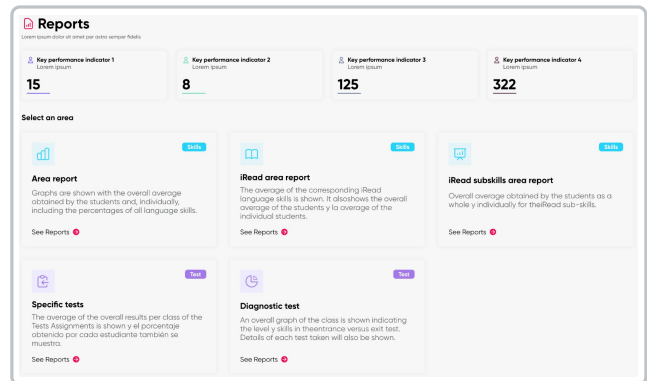 Reports
Lorem ipsum dolor sit amet per astra semper fidelis
Key performance indicator 1
Lorem ipsum
15
Key performance indicator 2
Lorem ipsum
8
Key performance indicator 3
Lorem ipsum
125
Key performance indicator 4
Lorem ipsum
322
Select an area
Skills
Area report
Graphs are shown with the overall average
obtained by the students and, individually,
including the percentages of all language skills.
See Reports
Skills
iRead area report
The average of the corresponding iRead
language skills is shown. It alsoshows the overall
average of the students y la average of the
individual students.
See Reports
Skills
iRead subskills area report
Overall average obtained by the students as a
whole y individually for theiRead sub-skills.
See Reports
Test
Specific tests
The average of the overall results per class of the
Tests Assignments is shown y el porcentaje
obtenido por cada estudiante también se
muestra.
See Reports
Test
Diagnostic test
An overall graph of the class is shown indicating
the level y skills in theentrance versus exit test.
Details of each test taken will also be shown.
See Reports